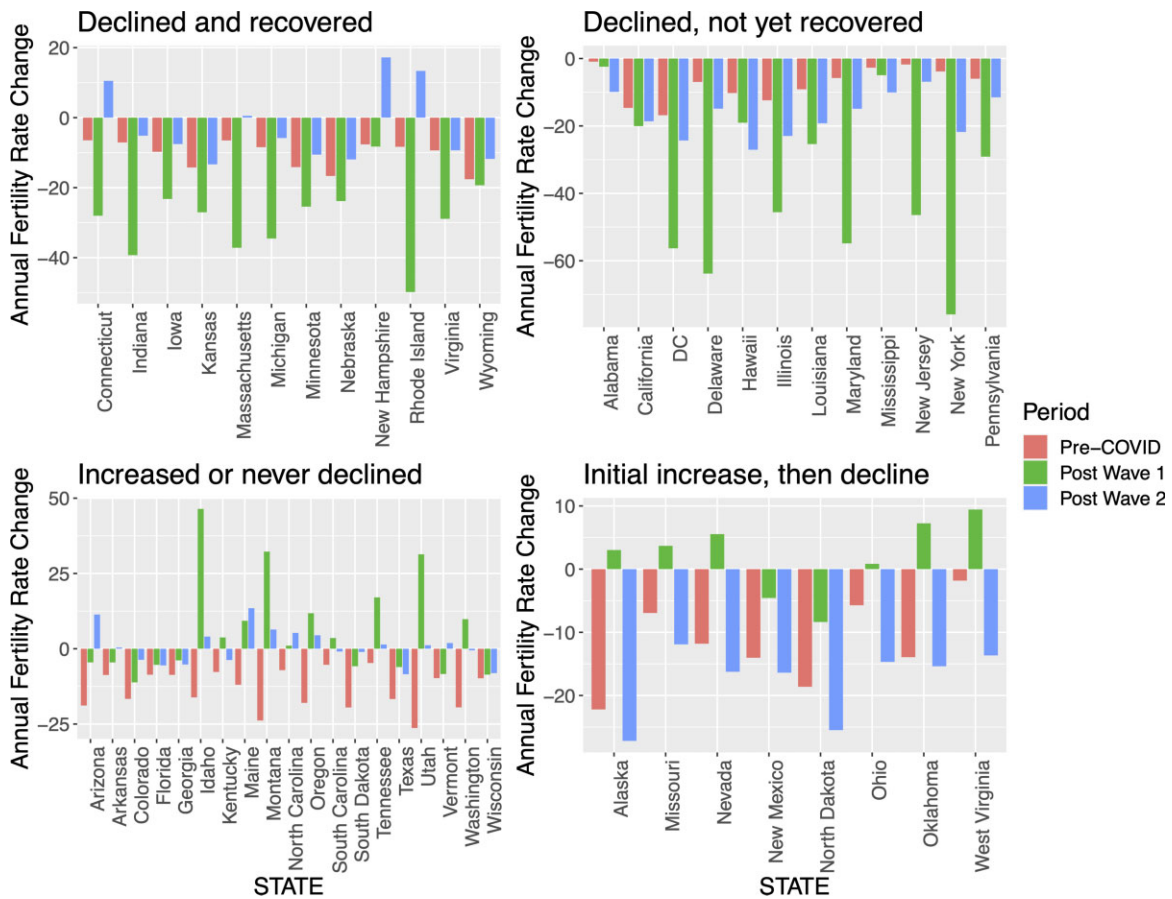 Declined and recovered
Annual Fertility Rate Change
20
0
−20
−40
Connecticut
Indiana
Iowa
Kansas
Massachusetts
Michigan
Minnesota
Nebraska
New Hampshire
Rhode Island
Virginia
Wyoming
Declined, not yet recovered
Annual Fertility Rate Change
0
−20
−40
−60
Alabama
California
DC
Delaware
Hawaii
Illinois
Louisiana
Maryland
Mississippi
New Jersey
New York
Pennsylvania
Increased or never declined
Annual Fertility Rate Change
50
25
0
−25
Arizona
Arkansas
Colorado
Florida
Georgia
Idaho
Kentucky
Maine
Montana
North Carolina
Oregon
South Carolina
South Dakota
Tennessee
Texas
Utah
Vermont
Washington
Wisconsin
STATE
Initial increase, then decline
Annual Fertility Rate Change
10
0
−10
−20
Alaska
Missouri
Nevada
New Mexico
North Dakota
Ohio
Oklahoma
West Virginia
STATE
Period
Pre−COVID
Post Wave 1
Post Wave 2